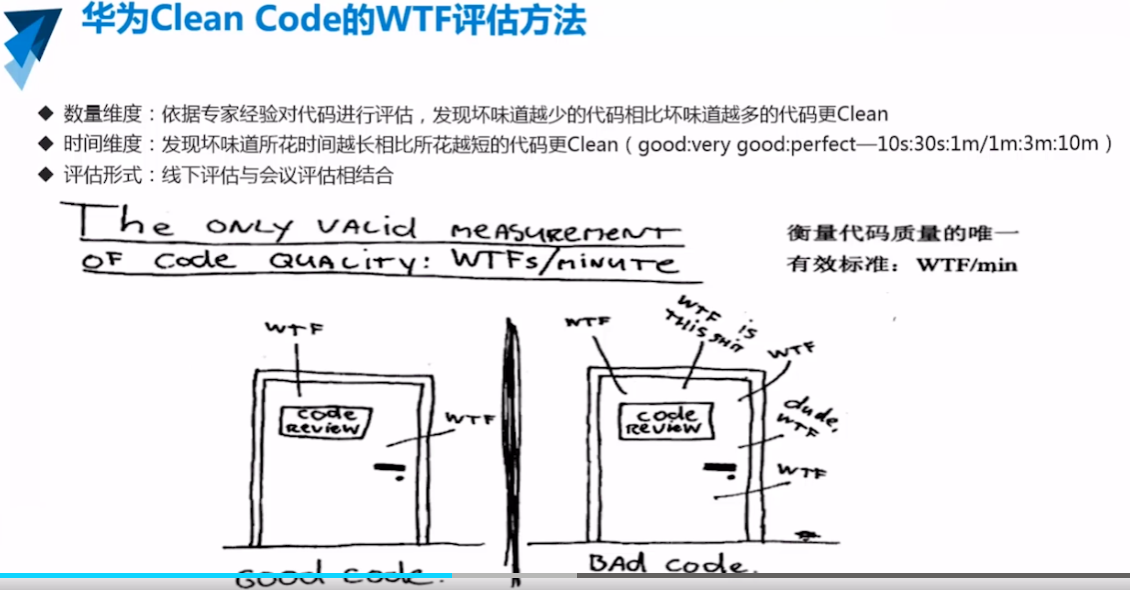 华为Clean Code的WTF评估方法
◆ 数量维度：依据专家经验对代码进行评估，发现坏味道越少的代码相比坏味道越多的代码更Clean
◆ 时间维度：发现坏味道所花时间越长相比所花越短的代码更Clean（good:very good:perfect—10s:30s:1m/1m:3m:10m）
◆ 评估形式：线下评估与会议评估相结合
The ONLY VALid MEASUREMENT
OF Code QUALITY: WTFs/MINUTE
衡量代码质量的唯一
有效标准：WTF/min
WTF
Code
REVIEW
WTF
GOOD code.
WTF
WTF IS
THIS SHIT
WTF
Code
REVIEW
dude,
WTF
WTF
BAd code.